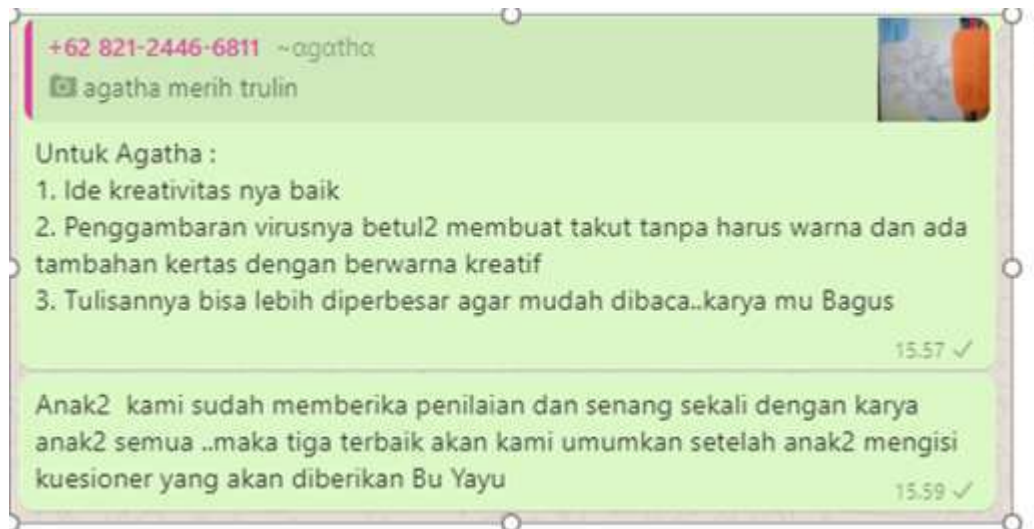 +62 821-2446-6811 ~agatha
agatha merih trulin
Untuk Agatha :
1. Ide kreativitas nya baik
2. Penggambaran virusnya betul2 membuat takut tanpa harus warna dan ada
tambahan kertas dengan berwarna kreatif
3. Tulisannya bisa lebih diperbesar agar mudah dibaca..karya mu Bagus
15.57
Anak2 kami sudah memberika penilaian dan senang sekali dengan karya
anak2 semua ..maka tiga terbaik akan kami umumkan setelah anak2 mengisi
kuesioner yang akan diberikan Bu Yayu
15.59